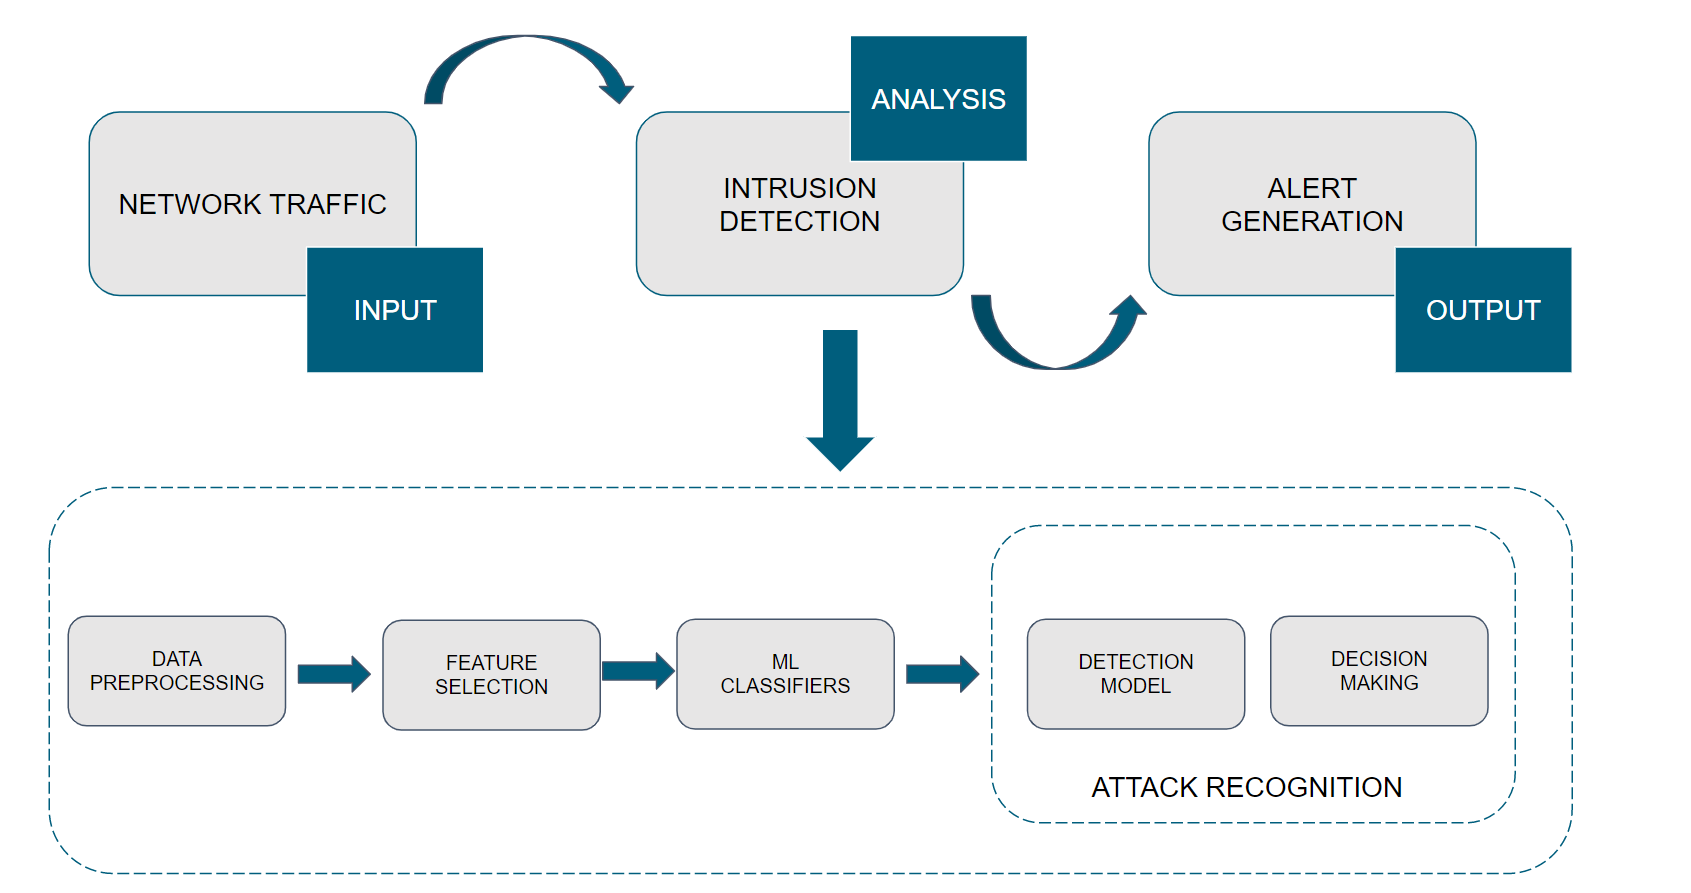 NETWORK TRAFFIC
INPUT
ANALYSIS
INTRUSION
DETECTION
ALERT
GENERATION
OUTPUT
DATA
PREPROCESSING
FEATURE
SELECTION
ML
CLASSIFIERS
DETECTION
MODEL
DECISION
MAKING
ATTACK RECOGNITION